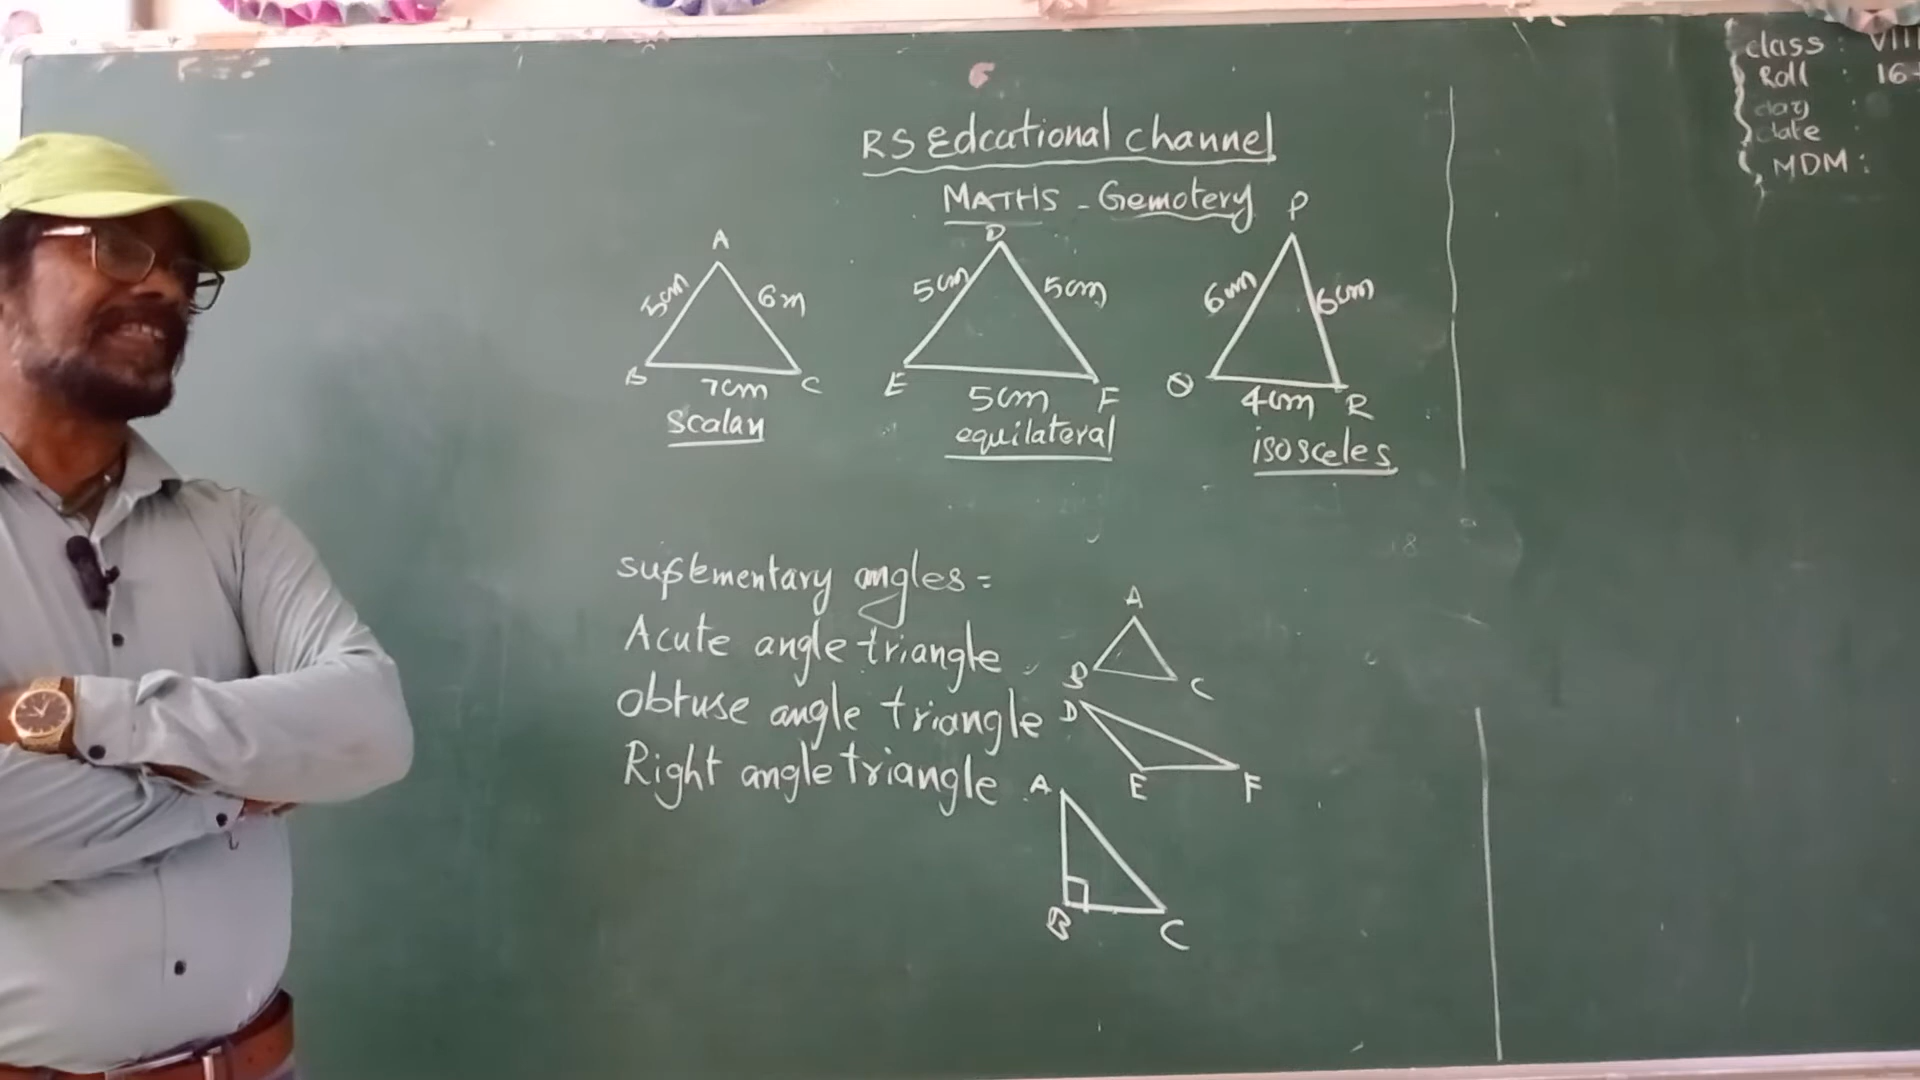 RS Edcational channel
MATHS - Gemotery
A
5cm 6m
B 7cm C
scalan
D
5cm 5cm
E 5cm F
equilateral
P
6cm 6cm
Q 4cm R
isosceles
suplementary angles =
Acute angle triangle
A
B C
Obtuse angle triangle
D
E F
Right angle triangle
A
B C
class : VIII
Roll : 16
day :
date :
MDM :